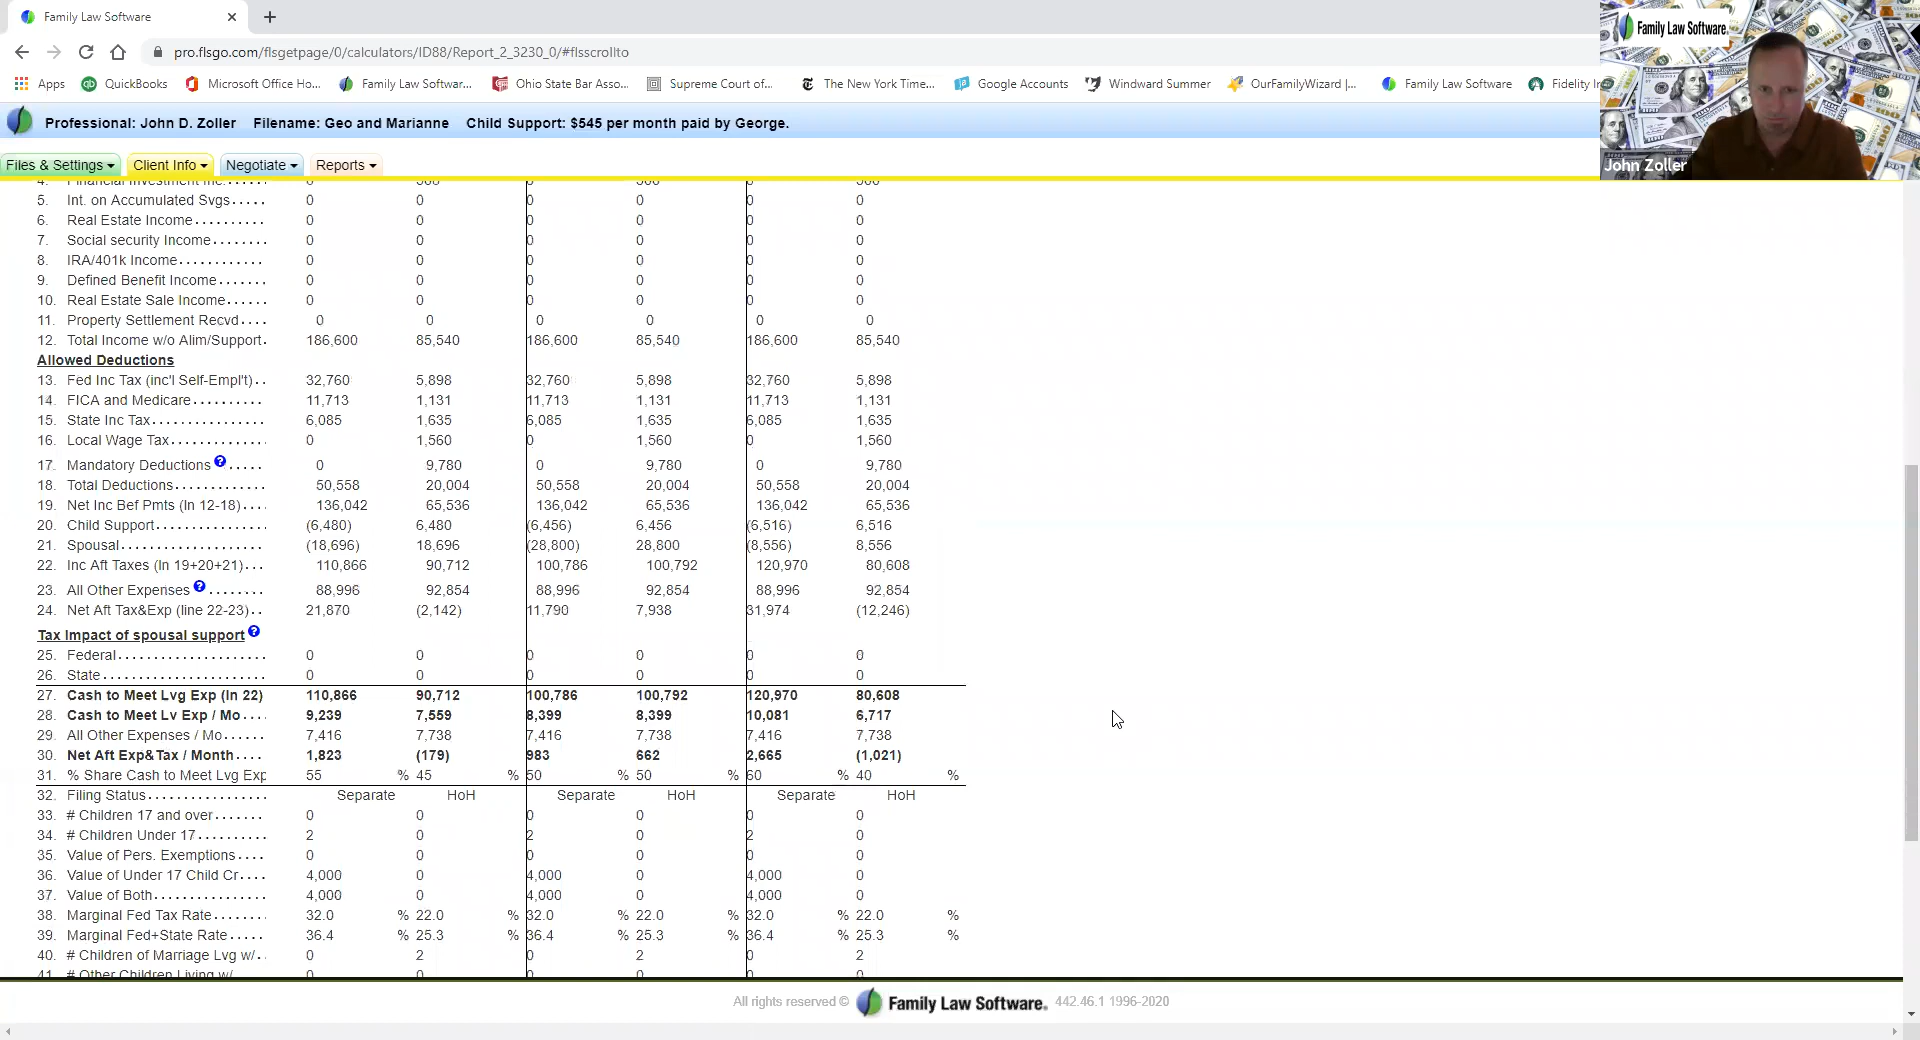 Family Law Software
pro.flsgo.com/flsgetpage/0/calculators/ID88/Report_2_3230_0/#flsscrollto
Apps QuickBooks Microsoft Office Ho... Family Law Softwar... Ohio State Bar Asso... Supreme Court of... The New York Time... Google Accounts Windward Summer OurFamilyWizard |... Family Law Software Fidelity In
Family Law Software.
John Zoller
Professional: John D. Zoller Filename: Geo and Marianne Child Support: $545 per month paid by George.
Files & Settings Client Info Negotiate Reports
4. Financial Investment Inc. 0 500 0 500 0 500
5. Int. on Accumulated Svgs..... 0 0 0 0 0 0
6. Real Estate Income.......... 0 0 0 0 0 0
7. Social security Income....... 0 0 0 0 0 0
8. IRA/401k Income............ 0 0 0 0 0 0
9. Defined Benefit Income...... 0 0 0 0 0 0
10. Real Estate Sale Income..... 0 0 0 0 0 0
11. Property Settlement Recvd.... 0 0 0 0 0 0
12. Total Income w/o Alim/Support. 186,600 85,540 186,600 85,540 186,600 85,540
Allowed Deductions
13. Fed Inc Tax (inc'l Self-Empl't).. 32,760 5,898 32,760 5,898 32,760 5,898
14. FICA and Medicare......... 11,713 1,131 11,713 1,131 11,713 1,131
15. State Inc Tax.............. 6,085 1,635 6,085 1,635 6,085 1,635
16. Local Wage Tax............ 0 1,560 0 1,560 0 1,560
17. Mandatory Deductions ? ..... 0 9,780 0 9,780 0 9,780
18. Total Deductions............ 50,558 20,004 50,558 20,004 50,558 20,004
19. Net Inc Bef Pmts (ln 12-18).... 136,042 65,536 136,042 65,536 136,042 65,536
20. Child Support.............. (6,480) 6,480 (6,456) 6,456 (6,516) 6,516
21. Spousal.................. (18,696) 18,696 (28,800) 28,800 (8,556) 8,556
22. Inc Aft Taxes (ln 19+20+21)... 110,866 90,712 100,786 100,792 120,970 80,608
23. All Other Expenses ? ........ 88,996 92,854 88,996 92,854 88,996 92,854
24. Net Aft Tax&Exp (line 22-23).. 21,870 (2,142) 11,790 7,938 31,974 (12,246)
Tax Impact of spousal support ?
25. Federal................... 0 0 0 0 0 0
26. State..................... 0 0 0 0 0 0
27. Cash to Meet Lvg Exp (ln 22) 110,866 90,712 100,786 100,792 120,970 80,608
28. Cash to Meet Lv Exp / Mo.... 9,239 7,559 8,399 8,399 10,081 6,717
29. All Other Expenses / Mo...... 7,416 7,738 7,416 7,738 7,416 7,738
30. Net Aft Exp&Tax / Month.... 1,823 (179) 983 662 2,665 (1,021)
31. % Share Cash to Meet Lvg Exp 55 % 45 % 50 % 50 % 60 % 40 %
32. Filing Status............... Separate HoH Separate HoH Separate HoH
33. # Children 17 and over....... 0 0 0 0 0 0
34. # Children Under 17.......... 2 0 2 0 2 0
35. Value of Pers. Exemptions.... 0 0 0 0 0 0
36. Value of Under 17 Child Cr.... 4,000 0 4,000 0 4,000 0
37. Value of Both............... 4,000 0 4,000 0 4,000 0
38. Marginal Fed Tax Rate....... 32.0 % 22.0 % 32.0 % 22.0 % 32.0 % 22.0 %
39. Marginal Fed+State Rate..... 36.4 % 25.3 % 36.4 % 25.3 % 36.4 % 25.3 %
40. # Children of Marriage Lvg w/. 0 2 0 2 0 2
41. # Other Children Living w/ 0 0 0 0 0 0
All rights reserved © Family Law Software. 442.46.1 1996-2020